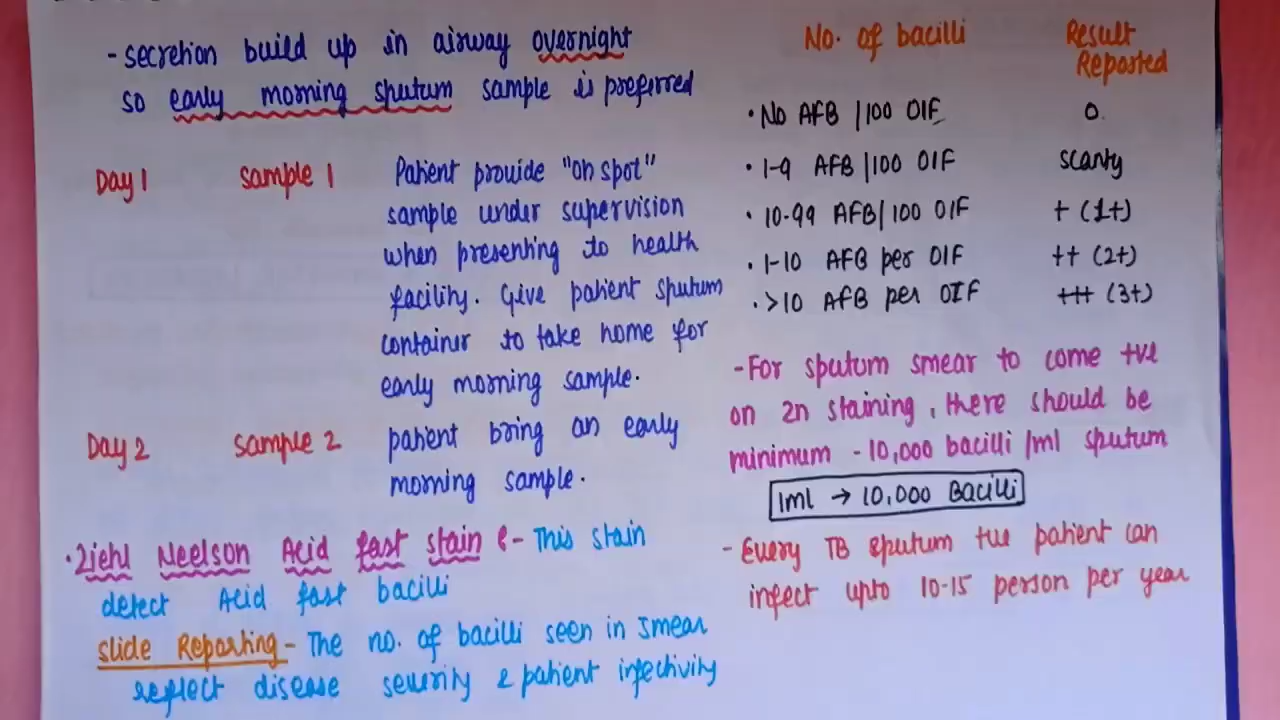 - secretion build up in airway overnight
so early morning sputum sample is preferred
Day 1 sample 1 Patient provide "on spot"
sample under supervision
when presenting to health
facility. Give patient sputum
container to take home for
early morning sample.
Day 2 sample 2 patient bring an early
morning sample.
· Ziehl Neelson Acid fast stain :- This stain
detect Acid fast bacilli
slide Reporting - The no. of bacilli seen in smear
reflect disease severity & patient infectivity
No. of bacilli Result
Reported
· No AFB / 100 OIF 0
· 1-9 AFB / 100 OIF scanty
· 10-99 AFB / 100 OIF + (1+)
· 1-10 AFB per OIF ++ (2+)
· >10 AFB per OIF +++ (3+)
- For sputum smear to come +ve
on Zn staining, there should be
minimum - 10,000 bacilli /ml sputum
1ml → 10,000 Bacilli
- Every TB sputum +ve patient can
infect upto 10-15 person per year